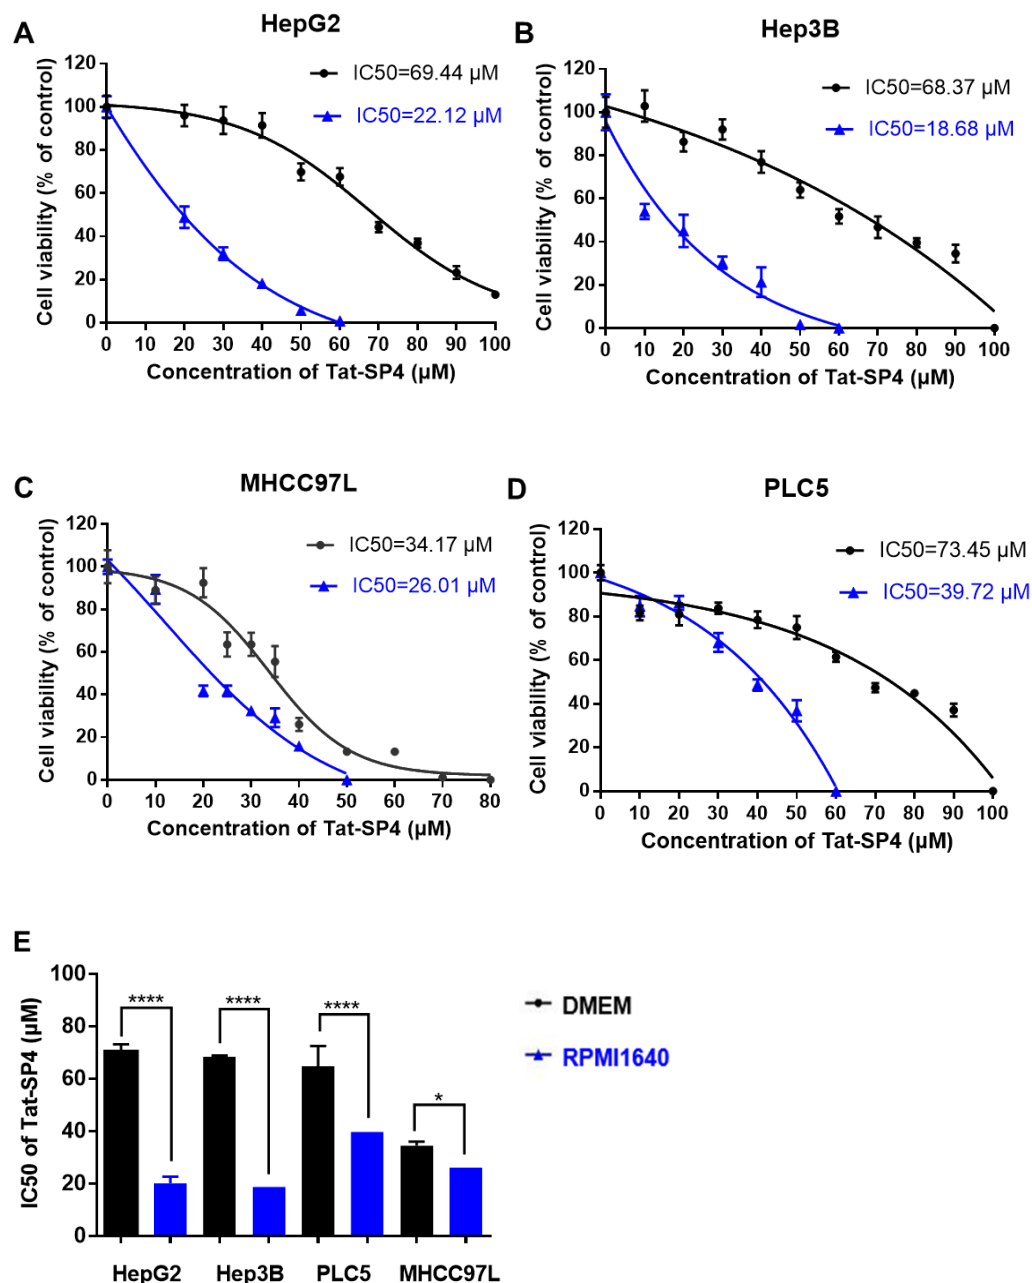 A
HepG2
IC50=69.44 µM
IC50=22.12 µM
Cell viability (% of control)
120
100
80
60
40
20
0
0 10 20 30 40 50 60 70 80 90 100
Concentration of Tat-SP4 (µM)
B
Hep3B
IC50=68.37 µM
IC50=18.68 µM
Cell viability (% of control)
120
100
80
60
40
20
0
0 10 20 30 40 50 60 70 80 90 100
Concentration of Tat-SP4 (µM)
C
MHCC97L
IC50=34.17 µM
IC50=26.01 µM
Cell viability (% of control)
120
100
80
60
40
20
0
0 10 20 30 40 50 60 70 80
Concentration of Tat-SP4 (µM)
D
PLC5
IC50=73.45 µM
IC50=39.72 µM
Cell viability (% of control)
120
100
80
60
40
20
0
0 10 20 30 40 50 60 70 80 90 100
Concentration of Tat-SP4 (µM)
E
IC50 of Tat-SP4 (µM)
100
80
60
40
20
0
**** **** **** *
HepG2 Hep3B PLC5 MHCC97L
DMEM
RPMI1640